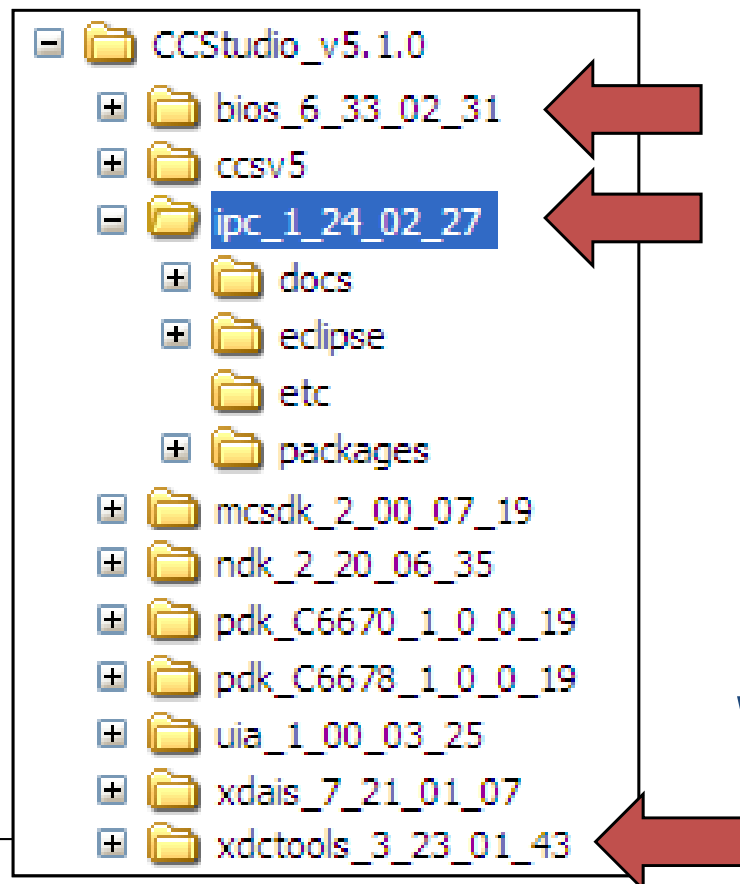 CCStudio_v5.1.0
bios_6_33_02_31
ccsv5
ipc_1_24_02_27
docs
eclipse
etc
packages
mcsdk_2_00_07_19
ndk_2_20_06_35
pdk_C6670_1_0_0_19
pdk_C6678_1_0_0_19
uia_1_00_03_25
xdais_7_21_01_07
xdctools_3_23_01_43